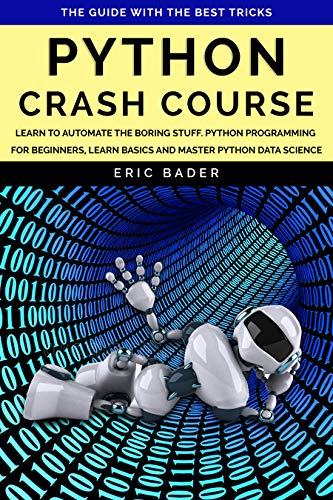 THE GUIDE WITH THE BEST TRICKS
PYTHON
CRASH COURSE
LEARN TO AUTOMATE THE BORING STUFF. PYTHON PROGRAMMING
FOR BEGINNERS, LEARN BASICS AND MASTER PYTHON DATA SCIENCE
ERIC BADER